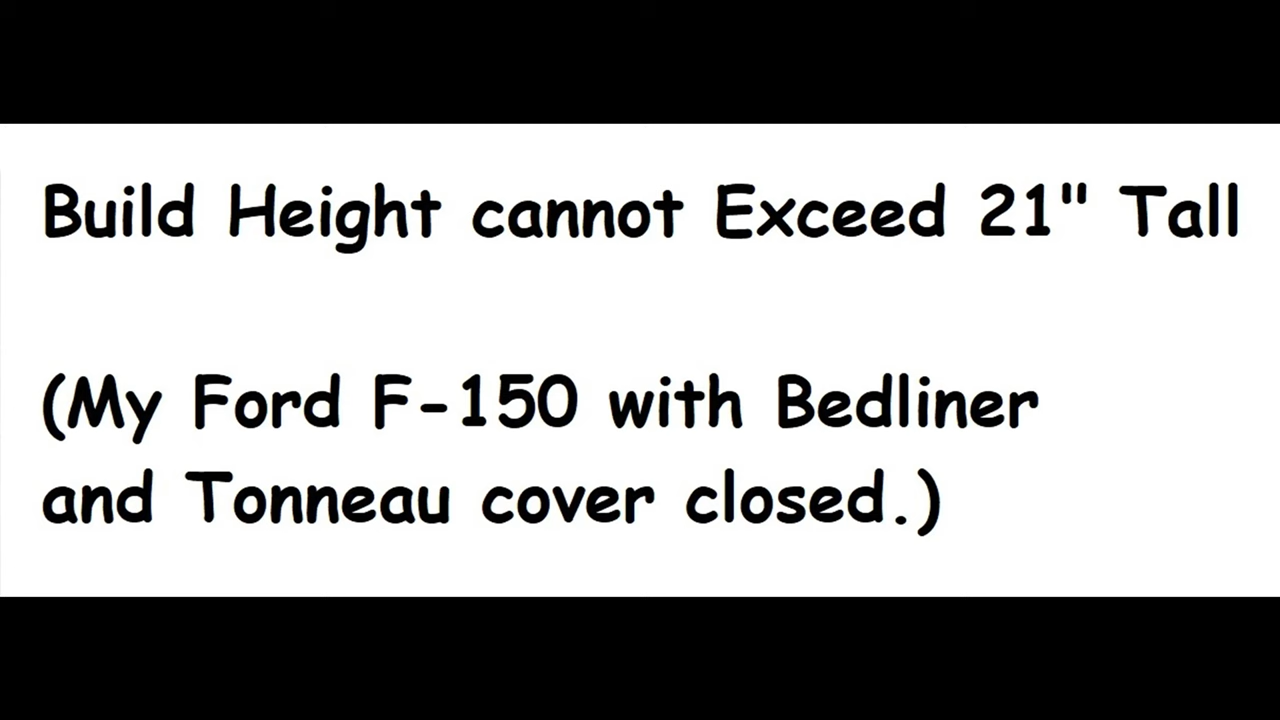 Build Height cannot Exceed 21" Tall
(My Ford F-150 with Bedliner
and Tonneau cover closed.)